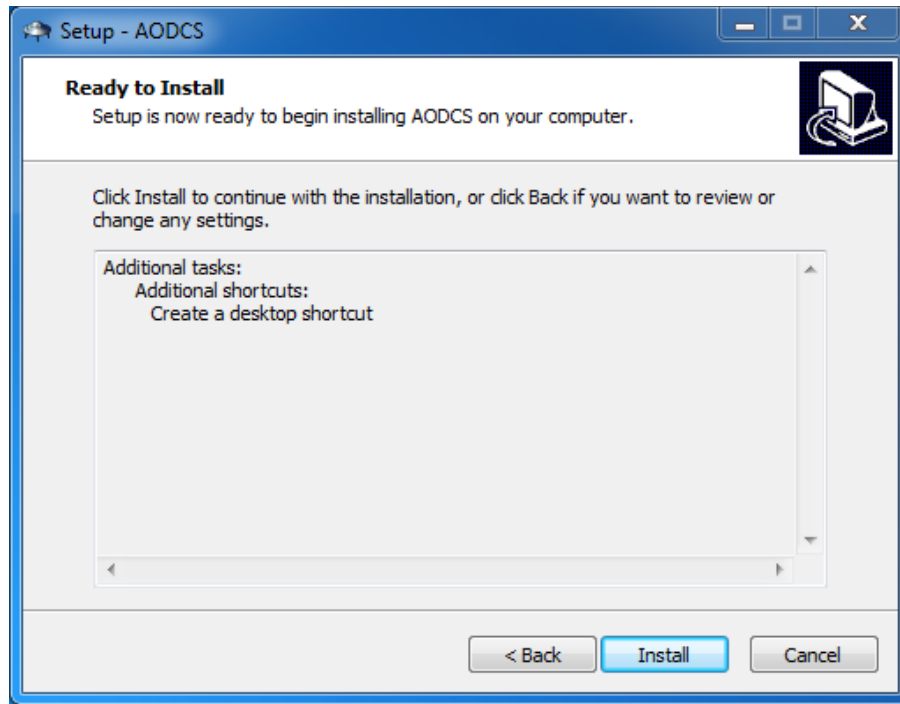 Setup - AODCS
Ready to Install
Setup is now ready to begin installing AODCS on your computer.
Click Install to continue with the installation, or click Back if you want to review or
change any settings.
Additional tasks:
Additional shortcuts:
Create a desktop shortcut
< Back
Install
Cancel